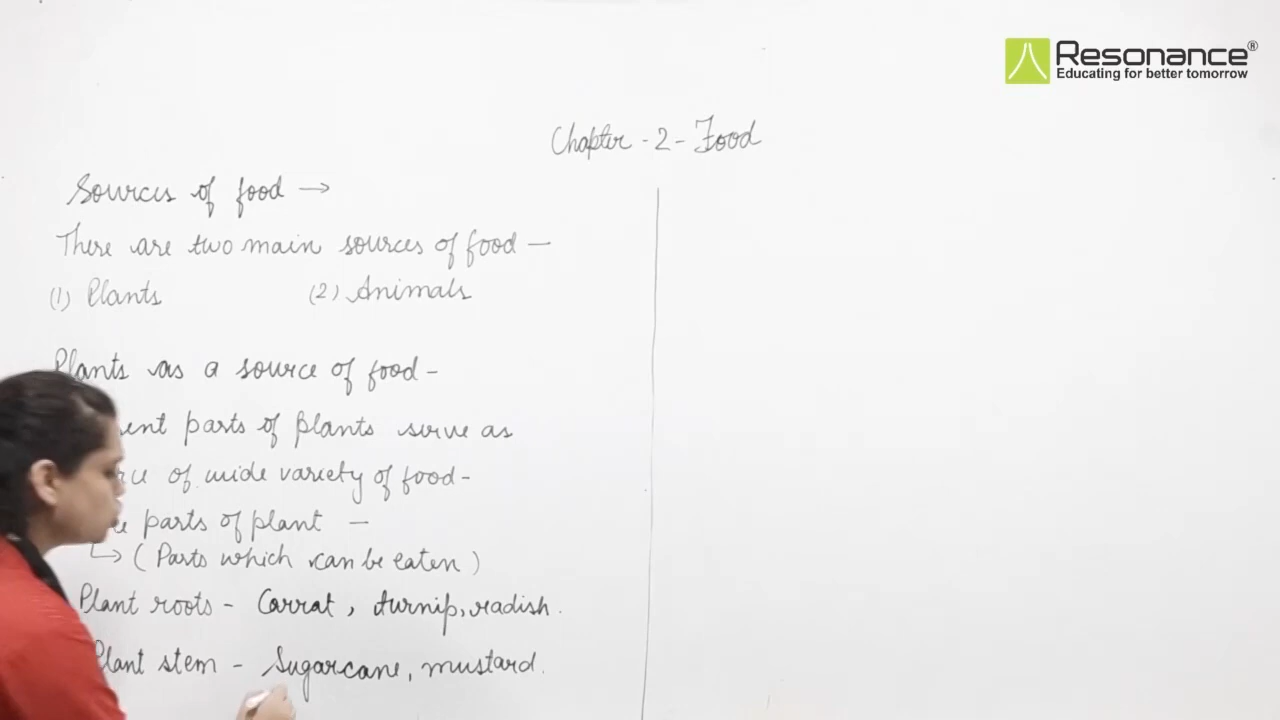 Resonance®
Educating for better tomorrow
Chapter - 2 - Food
Sources of food →
There are two main sources of food —
(1) Plants (2) Animals
Plants as a source of food -
parts of plants serve as
of wide variety of food -
parts of plant —
↳ (Parts which can be eaten)
Plant roots - Carrat, turnip, radish.
Plant stem - Sugarcane, mustard.